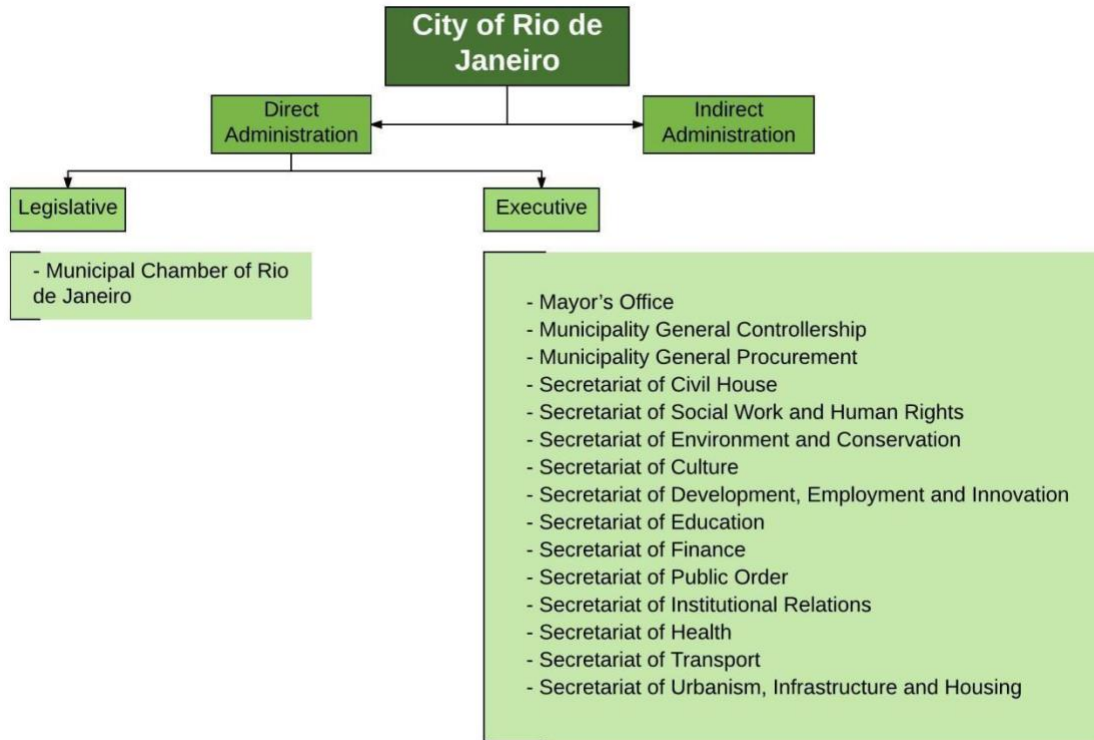 City of Rio de
Janeiro
Direct
Administration
Indirect
Administration
Legislative
Executive
- Municipal Chamber of Rio
de Janeiro
- Mayor’s Office
- Municipality General Controllership
- Municipality General Procurement
- Secretariat of Civil House
- Secretariat of Social Work and Human Rights
- Secretariat of Environment and Conservation
- Secretariat of Culture
- Secretariat of Development, Employment and Innovation
- Secretariat of Education
- Secretariat of Finance
- Secretariat of Public Order
- Secretariat of Institutional Relations
- Secretariat of Health
- Secretariat of Transport
- Secretariat of Urbanism, Infrastructure and Housing